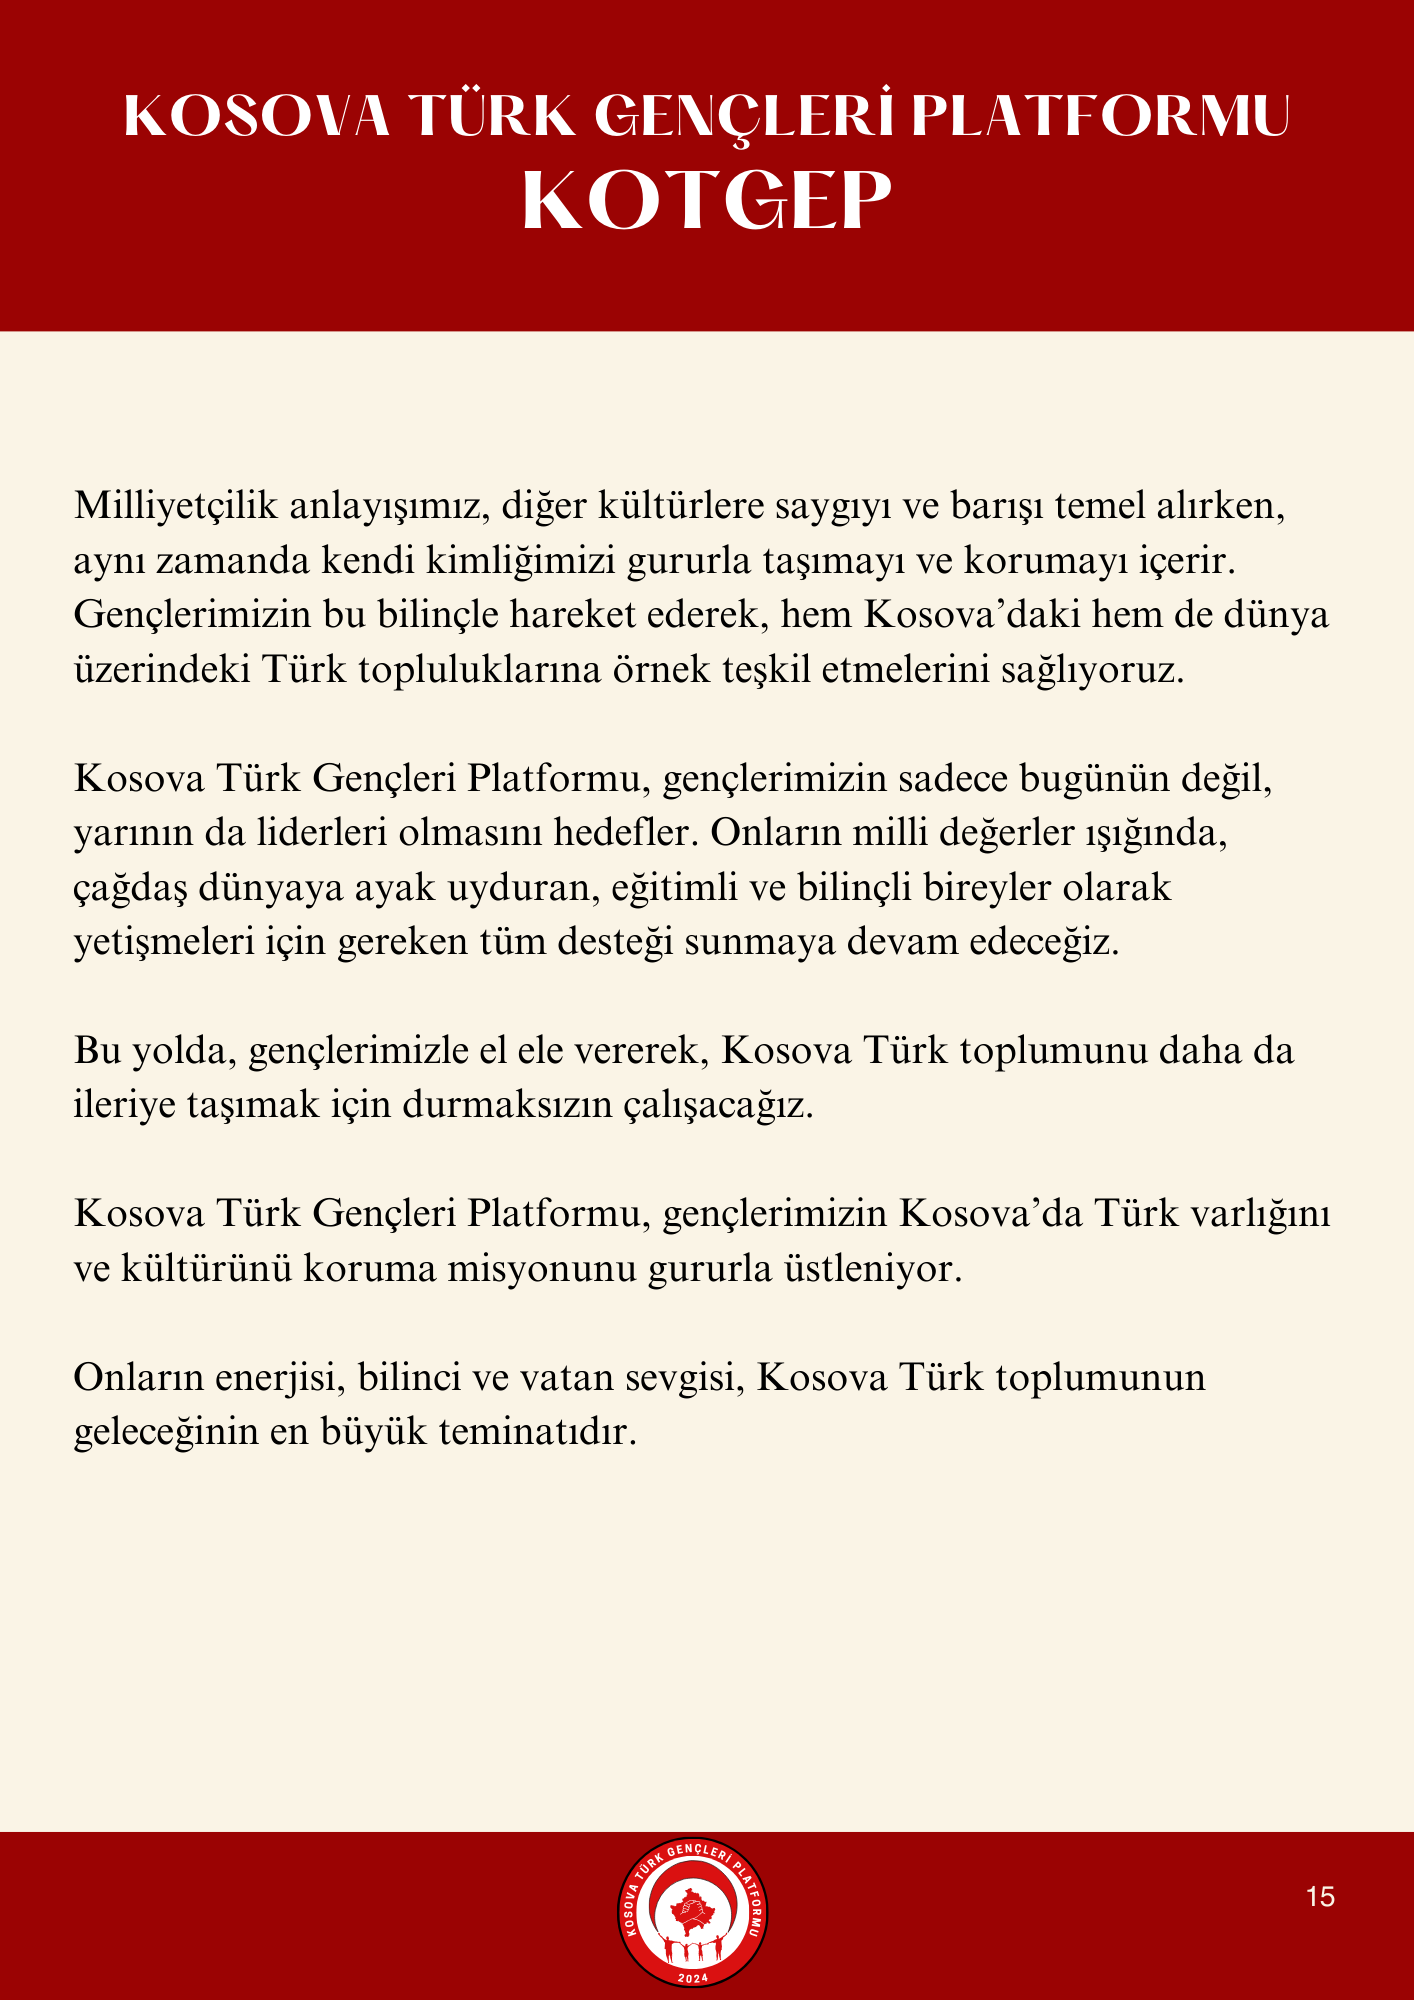 KOSOVA TÜRK GENÇLERİ PLATFORMU
KOTGEP
Milliyetçilik anlayışımız, diğer kültürlere saygıyı ve barışı temel alırken,
aynı zamanda kendi kimliğimizi gururla taşımayı ve korumayı içerir.
Gençlerimizin bu bilinçle hareket ederek, hem Kosova’daki hem de dünya
üzerindeki Türk topluluklarına örnek teşkil etmelerini sağlıyoruz.
Kosova Türk Gençleri Platformu, gençlerimizin sadece bugünün değil,
yarının da liderleri olmasını hedefler. Onların milli değerler ışığında,
çağdaş dünyaya ayak uyduran, eğitimli ve bilinçli bireyler olarak
yetişmeleri için gereken tüm desteği sunmaya devam edeceğiz.
Bu yolda, gençlerimizle el ele vererek, Kosova Türk toplumunu daha da
ileriye taşımak için durmaksızın çalışacağız.
Kosova Türk Gençleri Platformu, gençlerimizin Kosova’da Türk varlığını
ve kültürünü koruma misyonunu gururla üstleniyor.
Onların enerjisi, bilinci ve vatan sevgisi, Kosova Türk toplumunun
geleceğinin en büyük teminatıdır.
KOSOVA TÜRK GENÇLERİ PLATFORMU
2024
15